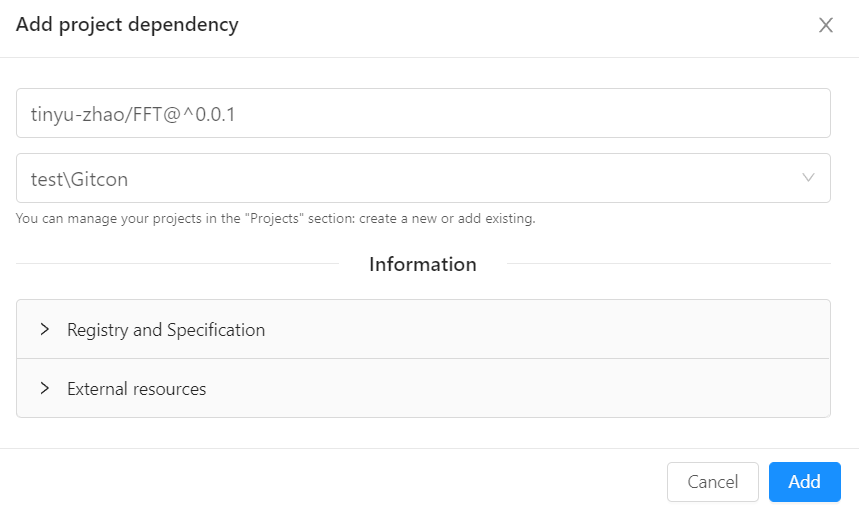 Add project dependency
tinyu-zhao/FFT@^0.0.1
test\Gitcon
You can manage your projects in the "Projects" section: create a new or add existing.
Information
Registry and Specification
External resources
Cancel
Add